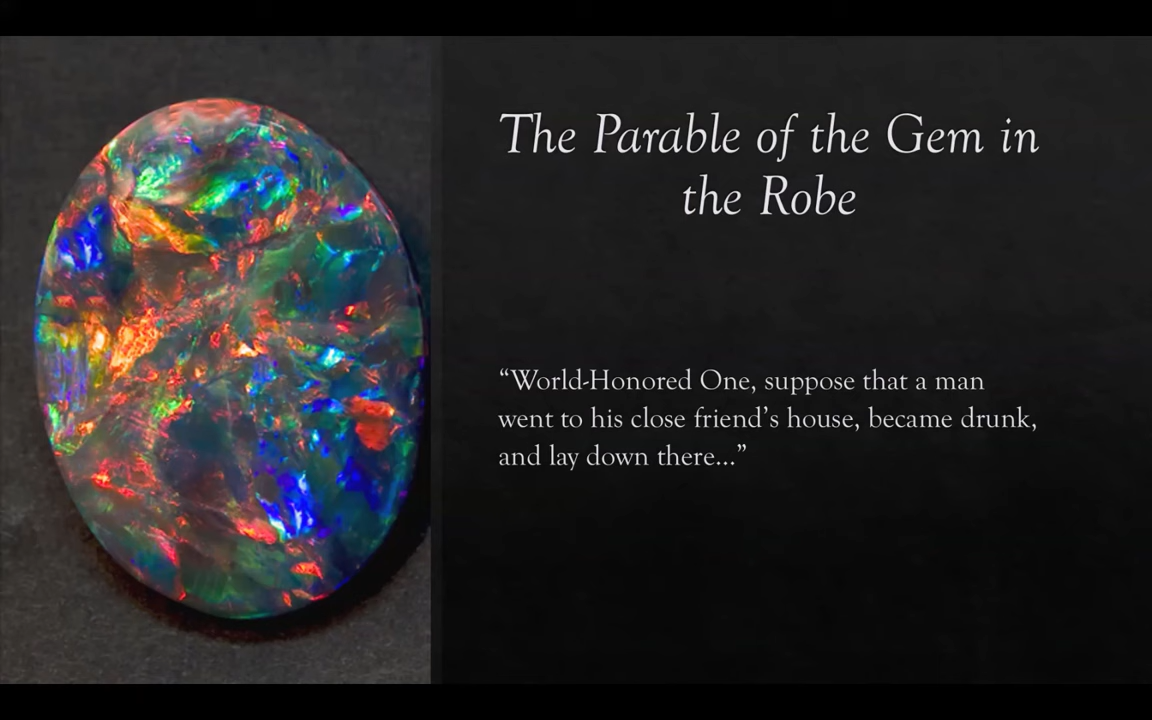 The Parable of the Gem in
the Robe
“World-Honored One, suppose that a man
went to his close friend’s house, became drunk,
and lay down there...”